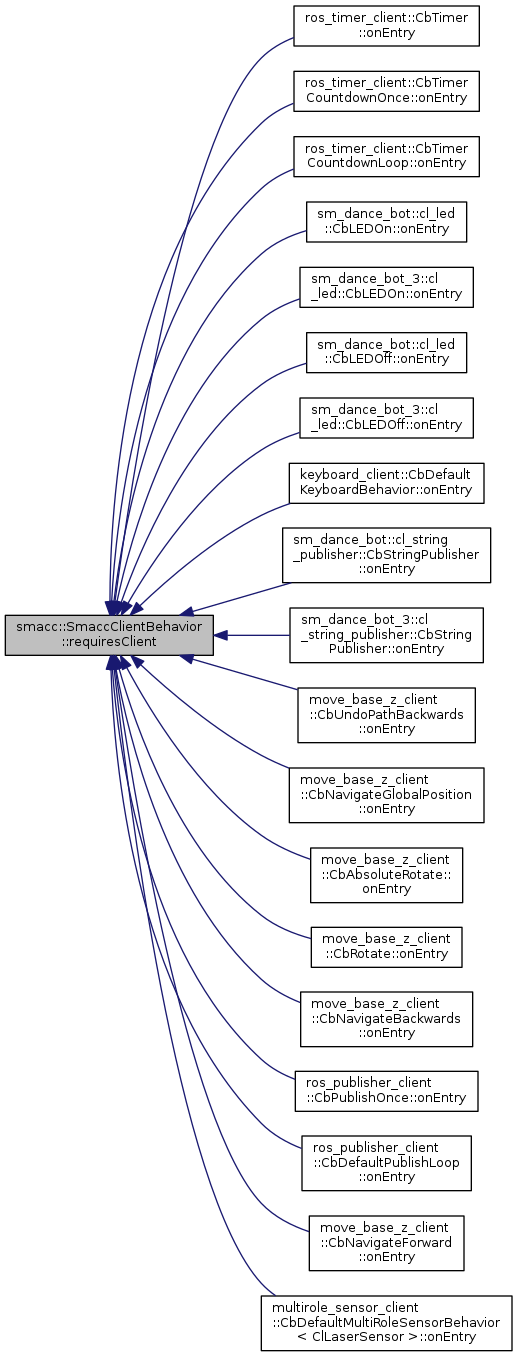 ros_timer_client::CbTimer
::onEntry
ros_timer_client::CbTimer
CountdownOnce::onEntry
ros_timer_client::CbTimer
CountdownLoop::onEntry
sm_dance_bot::cl_led
::CbLEDOn::onEntry
sm_dance_bot_3::cl
_led::CbLEDOn::onEntry
sm_dance_bot::cl_led
::CbLEDOff::onEntry
sm_dance_bot_3::cl
_led::CbLEDOff::onEntry
keyboard_client::CbDefault
KeyboardBehavior::onEntry
sm_dance_bot::cl_string
_publisher::CbStringPublisher
::onEntry
smacc::SmaccClientBehavior
::requiresClient
sm_dance_bot_3::cl
_string_publisher::CbString
Publisher::onEntry
move_base_z_client
::CbUndoPathBackwards
::onEntry
move_base_z_client
::CbNavigateGlobalPosition
::onEntry
move_base_z_client
::CbAbsoluteRotate::
onEntry
move_base_z_client
::CbRotate::onEntry
move_base_z_client
::CbNavigateBackwards
::onEntry
ros_publisher_client
::CbPublishOnce::onEntry
ros_publisher_client
::CbDefaultPublishLoop
::onEntry
move_base_z_client
::CbNavigateForward
::onEntry
multirole_sensor_client
::CbDefaultMultiRoleSensorBehavior
< ClLaserSensor >::onEntry